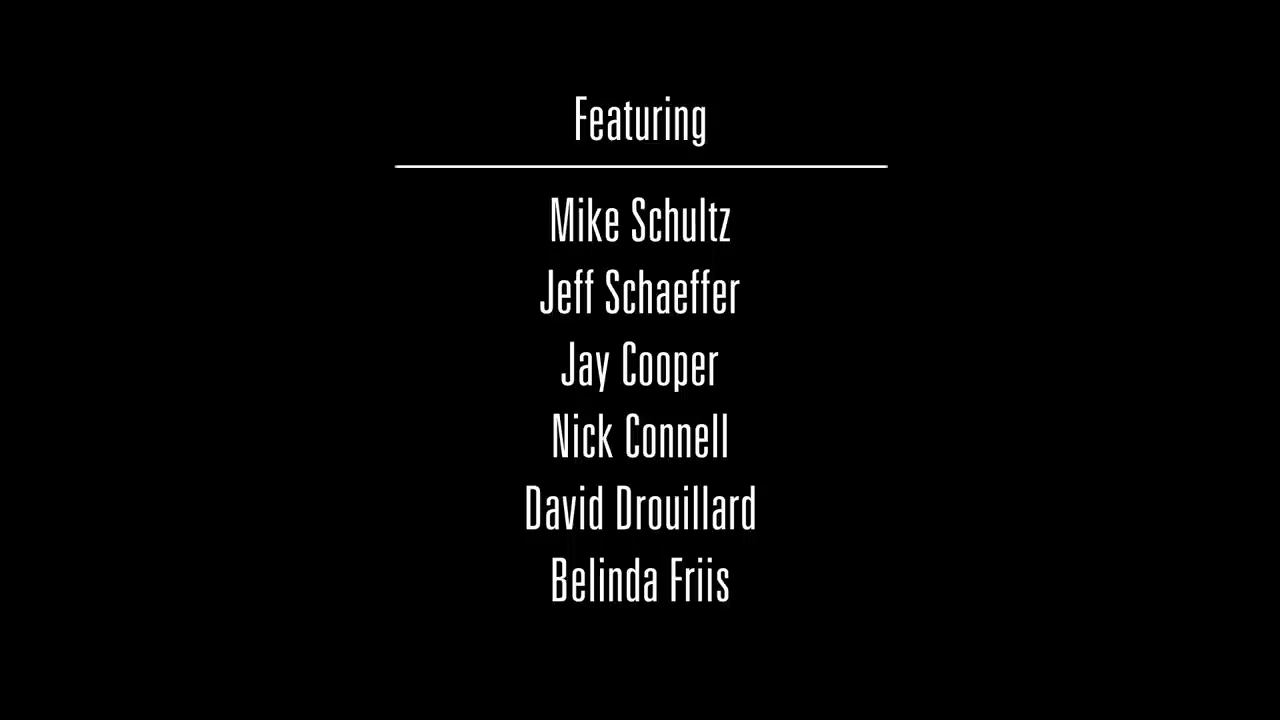 Featuring
Mike Schultz
Jeff Schaeffer
Jay Cooper
Nick Connell
David Drouillard
Belinda Friis